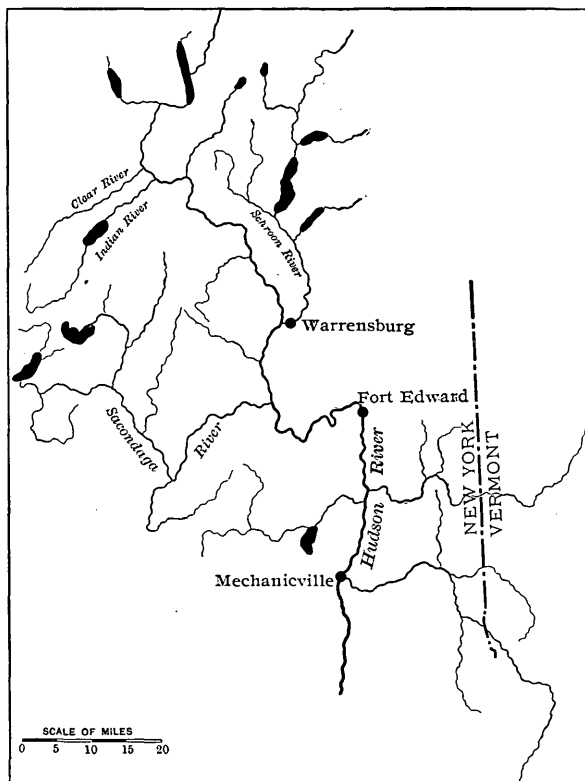 Clear River
Indian River
Schroon River
Warrensburg
Fort Edward
Sacondaga
River
Hudson River
NEW YORK
VERMONT
Mechanicville
SCALE OF MILES
0 5 10 15 20